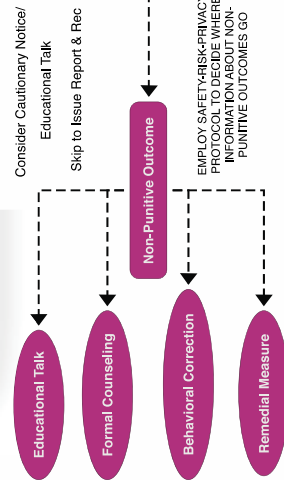 Consider Cautionary Notice/
Educational Talk
Skip to Issue Report & Rec
Non-Punitive Outcome
EMPLOY SAFETY-RISK-PRIVACY
PROTOCOL TO DECIDE WHERE
INFORMATION ABOUT NON-
PUNITIVE OUTCOMES GO
Educational Talk
Formal Counseling
Behavioral Correction
Remedial Measure